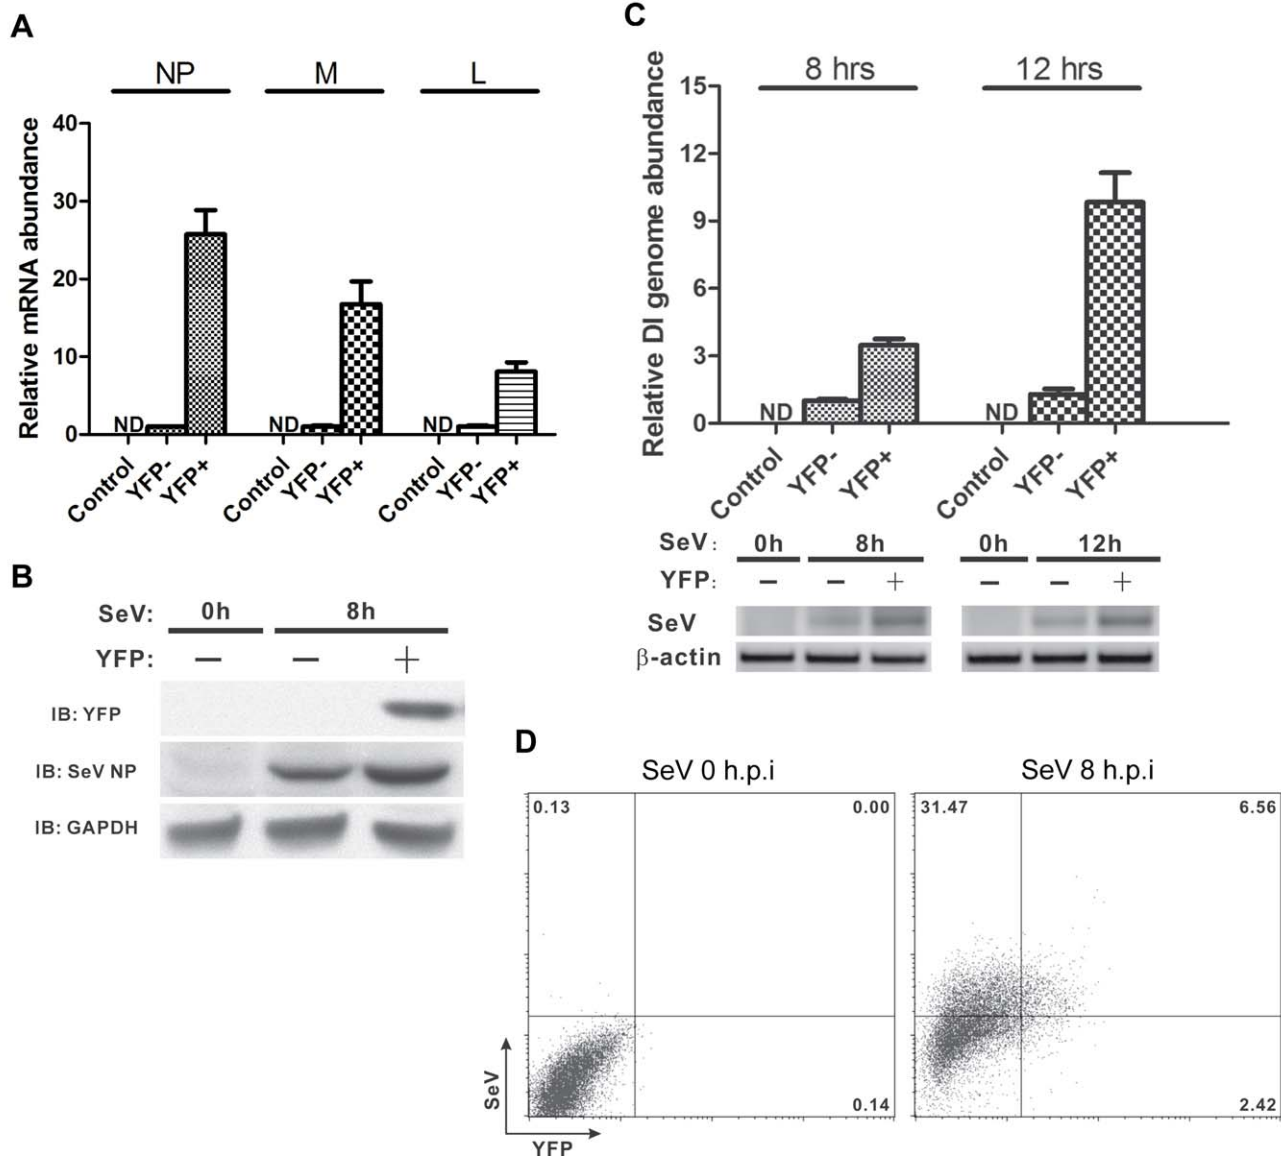 A
NP M L
Relative mRNA abundance
40
30
20
10
0
ND ND ND
Control YFP- YFP+ Control YFP- YFP+ Control YFP- YFP+
B
SeV: 0h 8h
YFP: − − +
IB: YFP
IB: SeV NP
IB: GAPDH
C
8 hrs 12 hrs
Relative DI genome abundance
15
12
9
6
3
0
ND ND
Control YFP- YFP+ Control YFP- YFP+
SeV: 0h 8h 0h 12h
YFP: − − + − − +
SeV
β-actin
D
SeV 0 h.p.i SeV 8 h.p.i
0.13 0.00 31.47 6.56
0.14 2.42
SeV
YFP